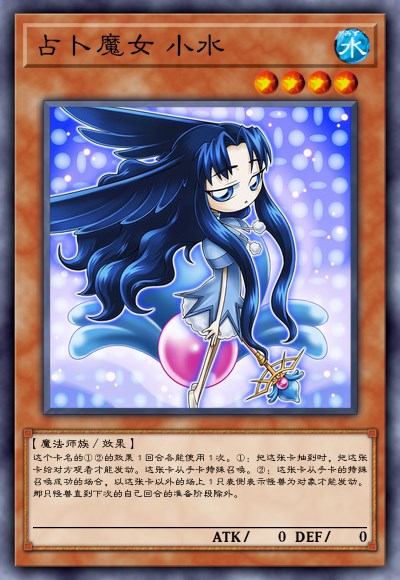 占卜魔女 小水
水
【魔法师族/效果】
这个卡名的①②的效果1回合各能使用1次。①：把这张卡抽到时，把这张
卡给对方观看才能发动。这张卡从手卡特殊召唤。②：这张卡从手卡的特殊
召唤成功的场合，以这张卡以外的场上1只表侧表示怪兽为对象才能发动。
那只怪兽直到下次的自己回合的准备阶段除外。
ATK/ 0 DEF/ 0